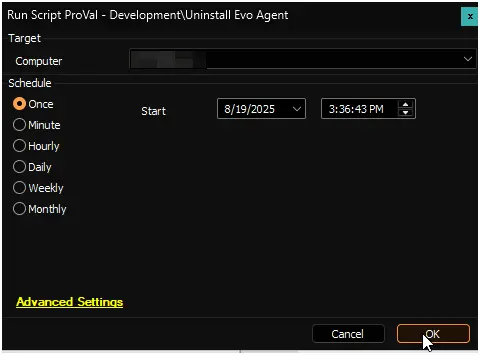 Run Script ProVal - Development\Uninstall Evo Agent x
Target
Computer
Schedule
Once Start 8/19/2025 3:36:43 PM
Minute
Hourly
Daily
Weekly
Monthly
Advanced Settings
Cancel OK